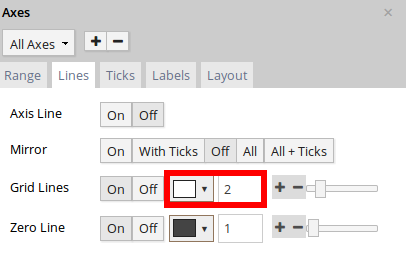 Axes
All Axes
Range Lines Ticks Labels Layout
Axis Line On Off
Mirror On With Ticks Off All All + Ticks
Grid Lines On Off 2
Zero Line On Off 1